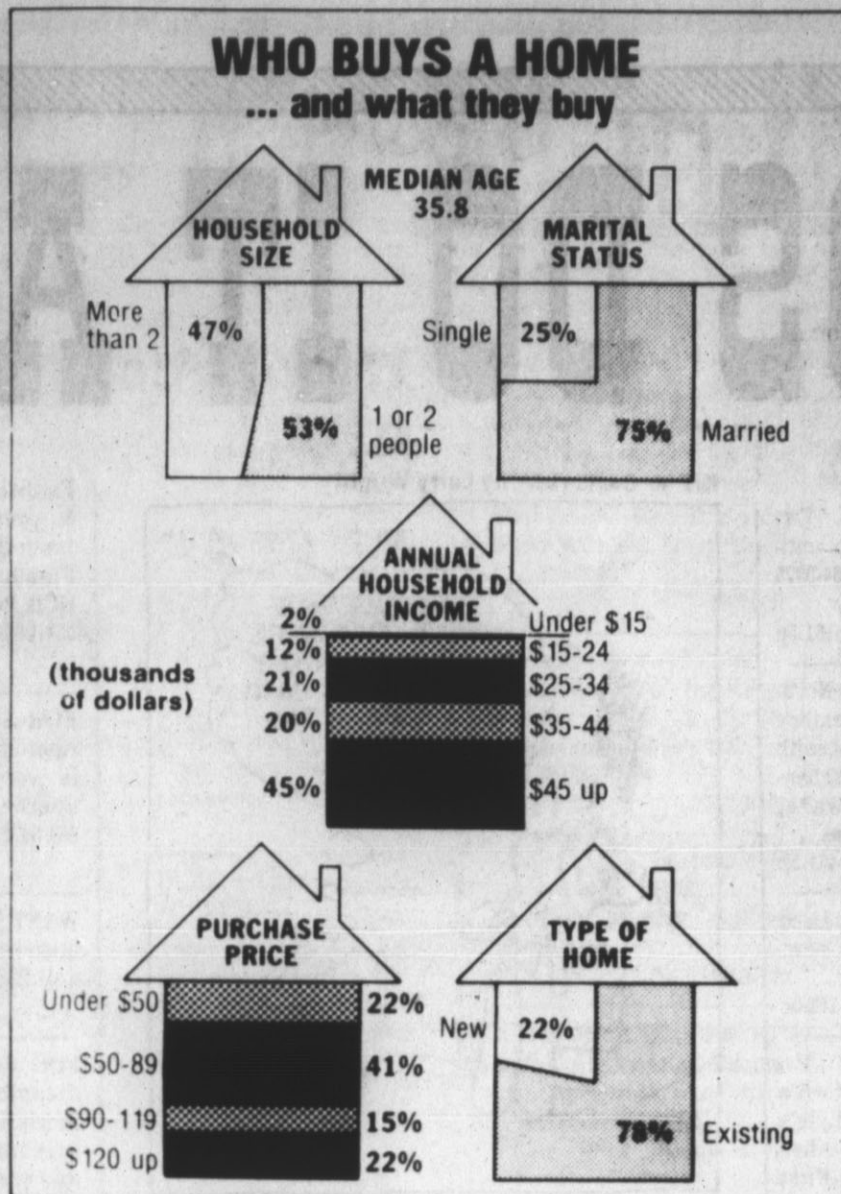 WHO BUYS A HOME
... and what they buy
MEDIAN AGE
35.8
HOUSEHOLD
SIZE
More
than 2
47%
53%
1 or 2
people
MARITAL
STATUS
Single
25%
75%
Married
ANNUAL
HOUSEHOLD
INCOME
(thousands
of dollars)
2% Under $15
12% $15-24
21% $25-34
20% $35-44
45% $45 up
PURCHASE
PRICE
Under $50 22%
$50-89 41%
$90-119 15%
$120 up 22%
TYPE OF
HOME
New
22%
78%
Existing